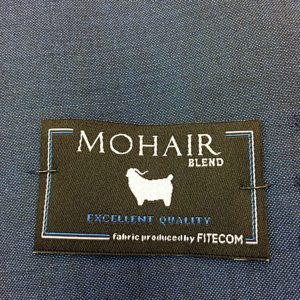 MOHAIR
BLEND
EXCELLENT QUALITY
fabric produced by FITECOM